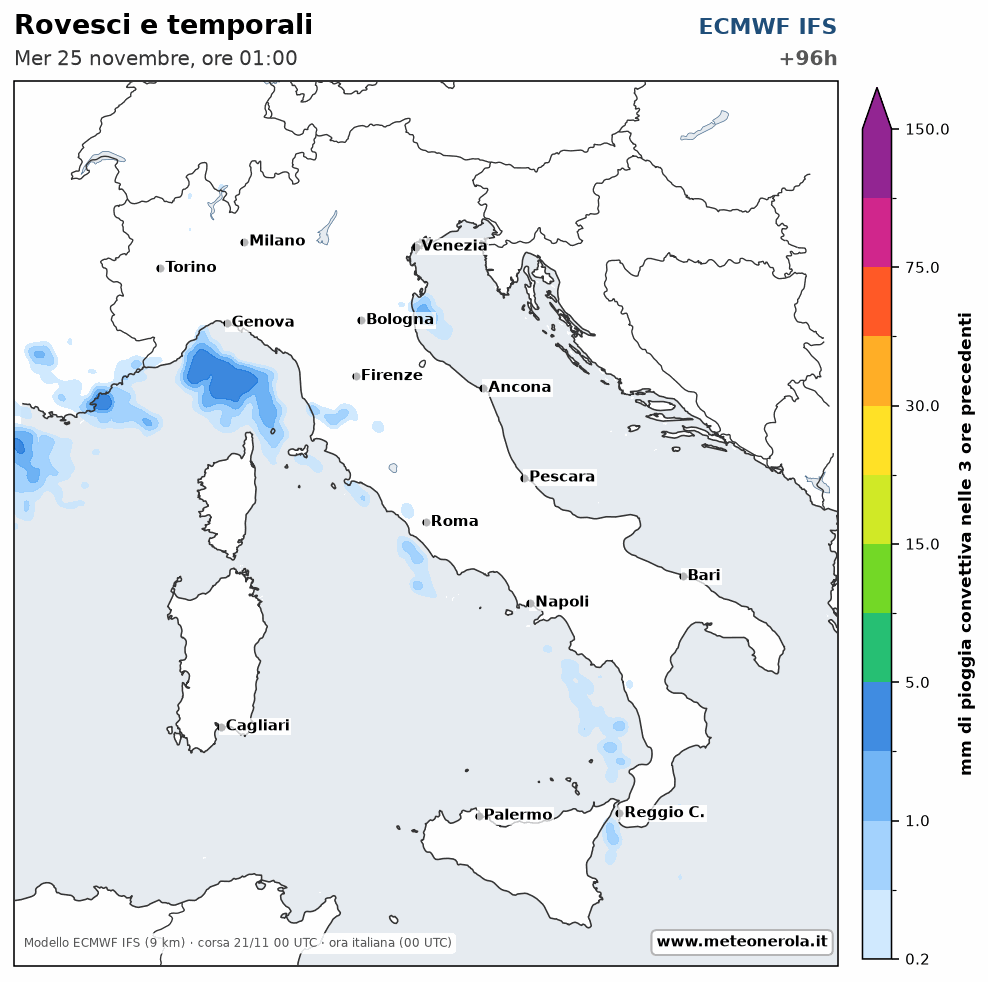 Rovesci e temporali
ECMWF IFS
Mer 25 novembre, ore 01:00
+96h
150.0
75.0
30.0
15.0
5.0
1.0
0.2
mm di pioggia convettiva nelle 3 ore precedenti
Milano
Venezia
Torino
Genova
Bologna
Firenze
Ancona
Pescara
Roma
Bari
Napoli
Cagliari
Palermo
Reggio C.
Modello ECMWF IFS (9 km) · corsa 21/11 00 UTC · ora italiana (00 UTC)
www.meteonerola.it